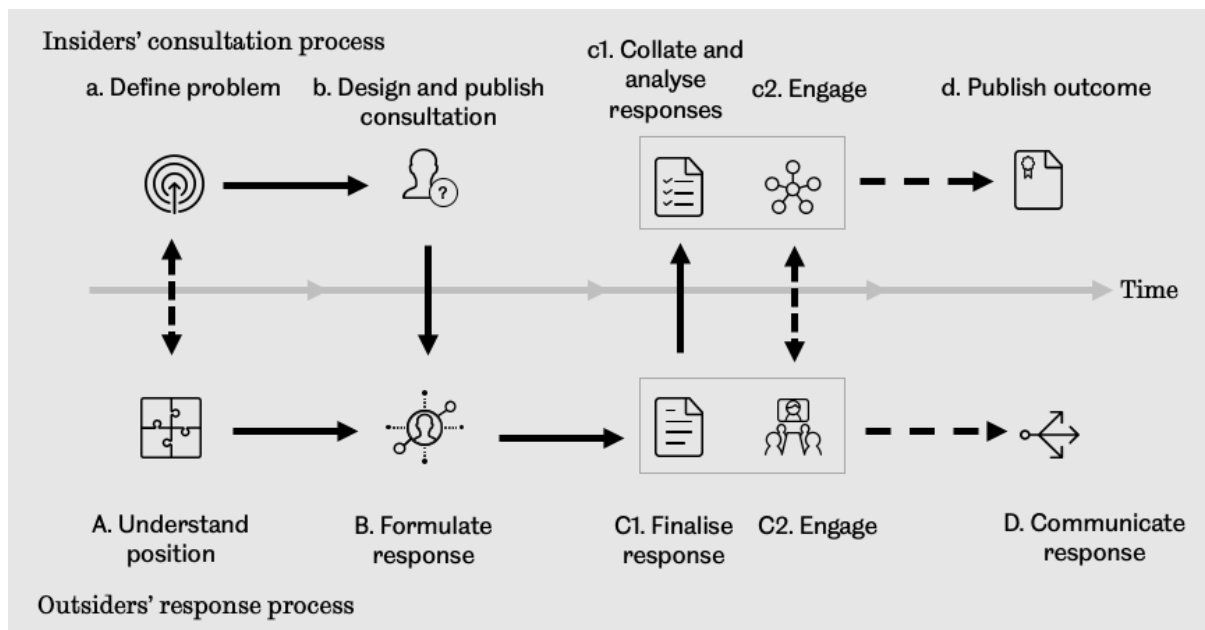 Insiders’ consultation process
a. Define problem
b. Design and publish
consultation
c1. Collate and
analyse
responses
c2. Engage
d. Publish outcome
?
Time
A. Understand
position
B. Formulate
response
C1. Finalise
response
C2. Engage
D. Communicate
response
Outsiders’ response process